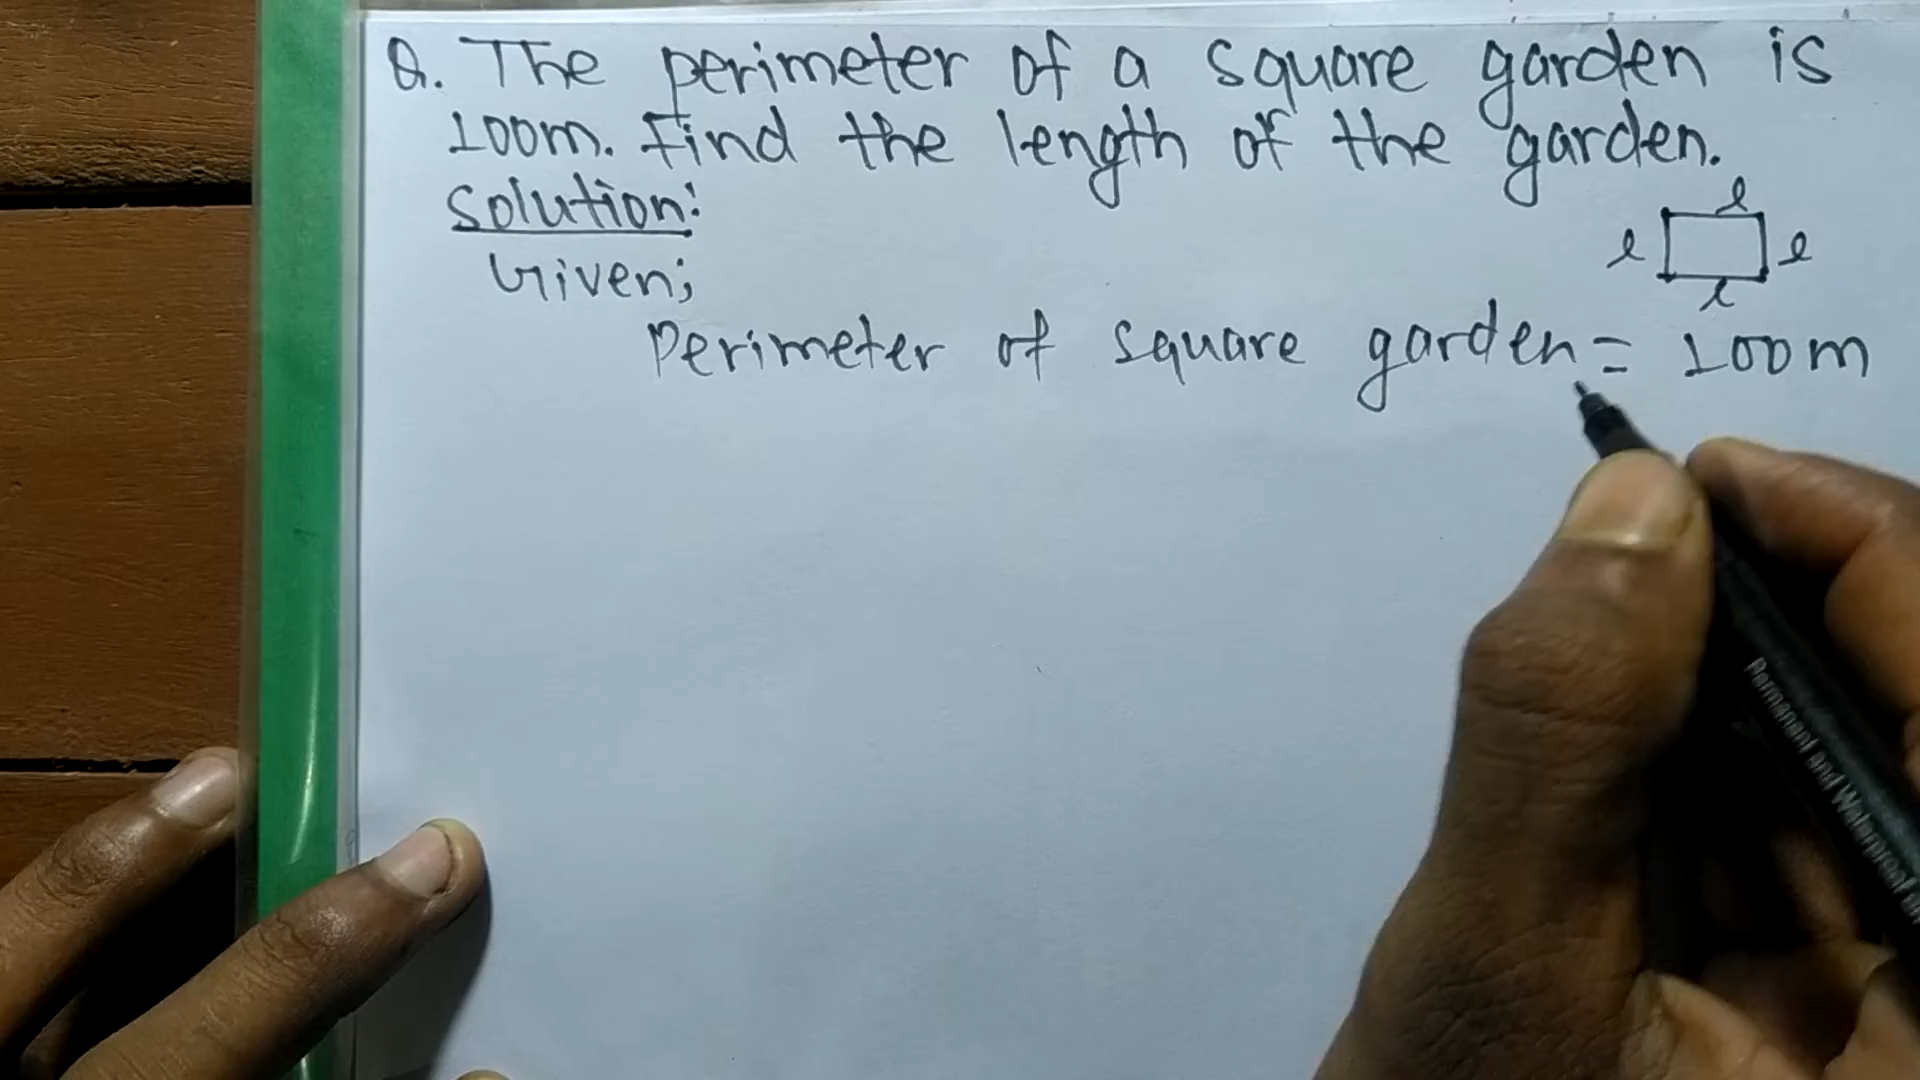 Q. The perimeter of a square garden is
100m. Find the length of the garden.
Solution:
Given;
l
l l
l
Perimeter of square garden = 100m
Permanent and Waterproof